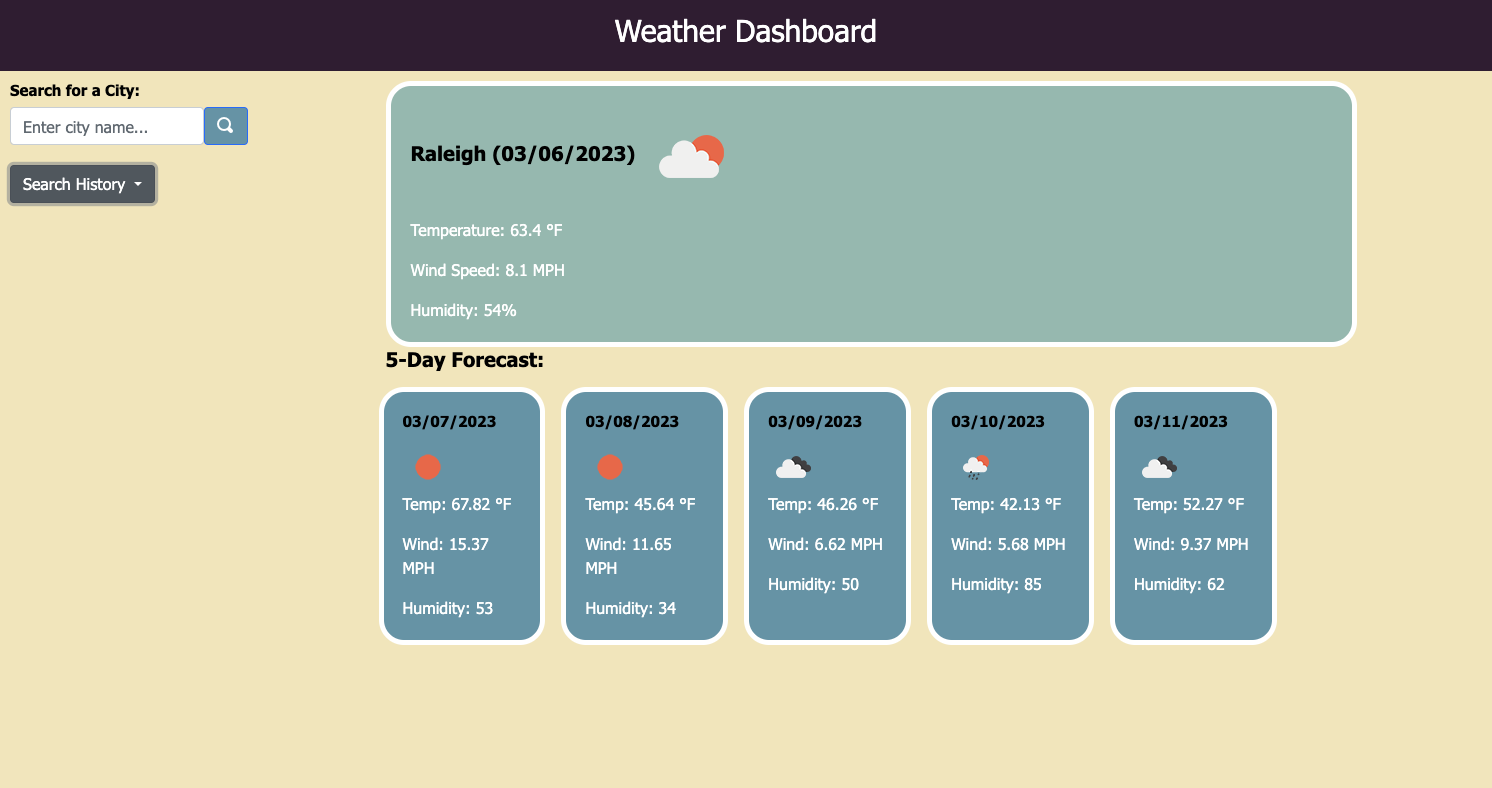 Weather Dashboard
Search for a City:
Enter city name...
Search History
Raleigh (03/06/2023)
Temperature: 63.4 °F
Wind Speed: 8.1 MPH
Humidity: 54%
5-Day Forecast:
03/07/2023
Temp: 67.82 °F
Wind: 15.37
MPH
Humidity: 53
03/08/2023
Temp: 45.64 °F
Wind: 11.65
MPH
Humidity: 34
03/09/2023
Temp: 46.26 °F
Wind: 6.62 MPH
Humidity: 50
03/10/2023
Temp: 42.13 °F
Wind: 5.68 MPH
Humidity: 85
03/11/2023
Temp: 52.27 °F
Wind: 9.37 MPH
Humidity: 62